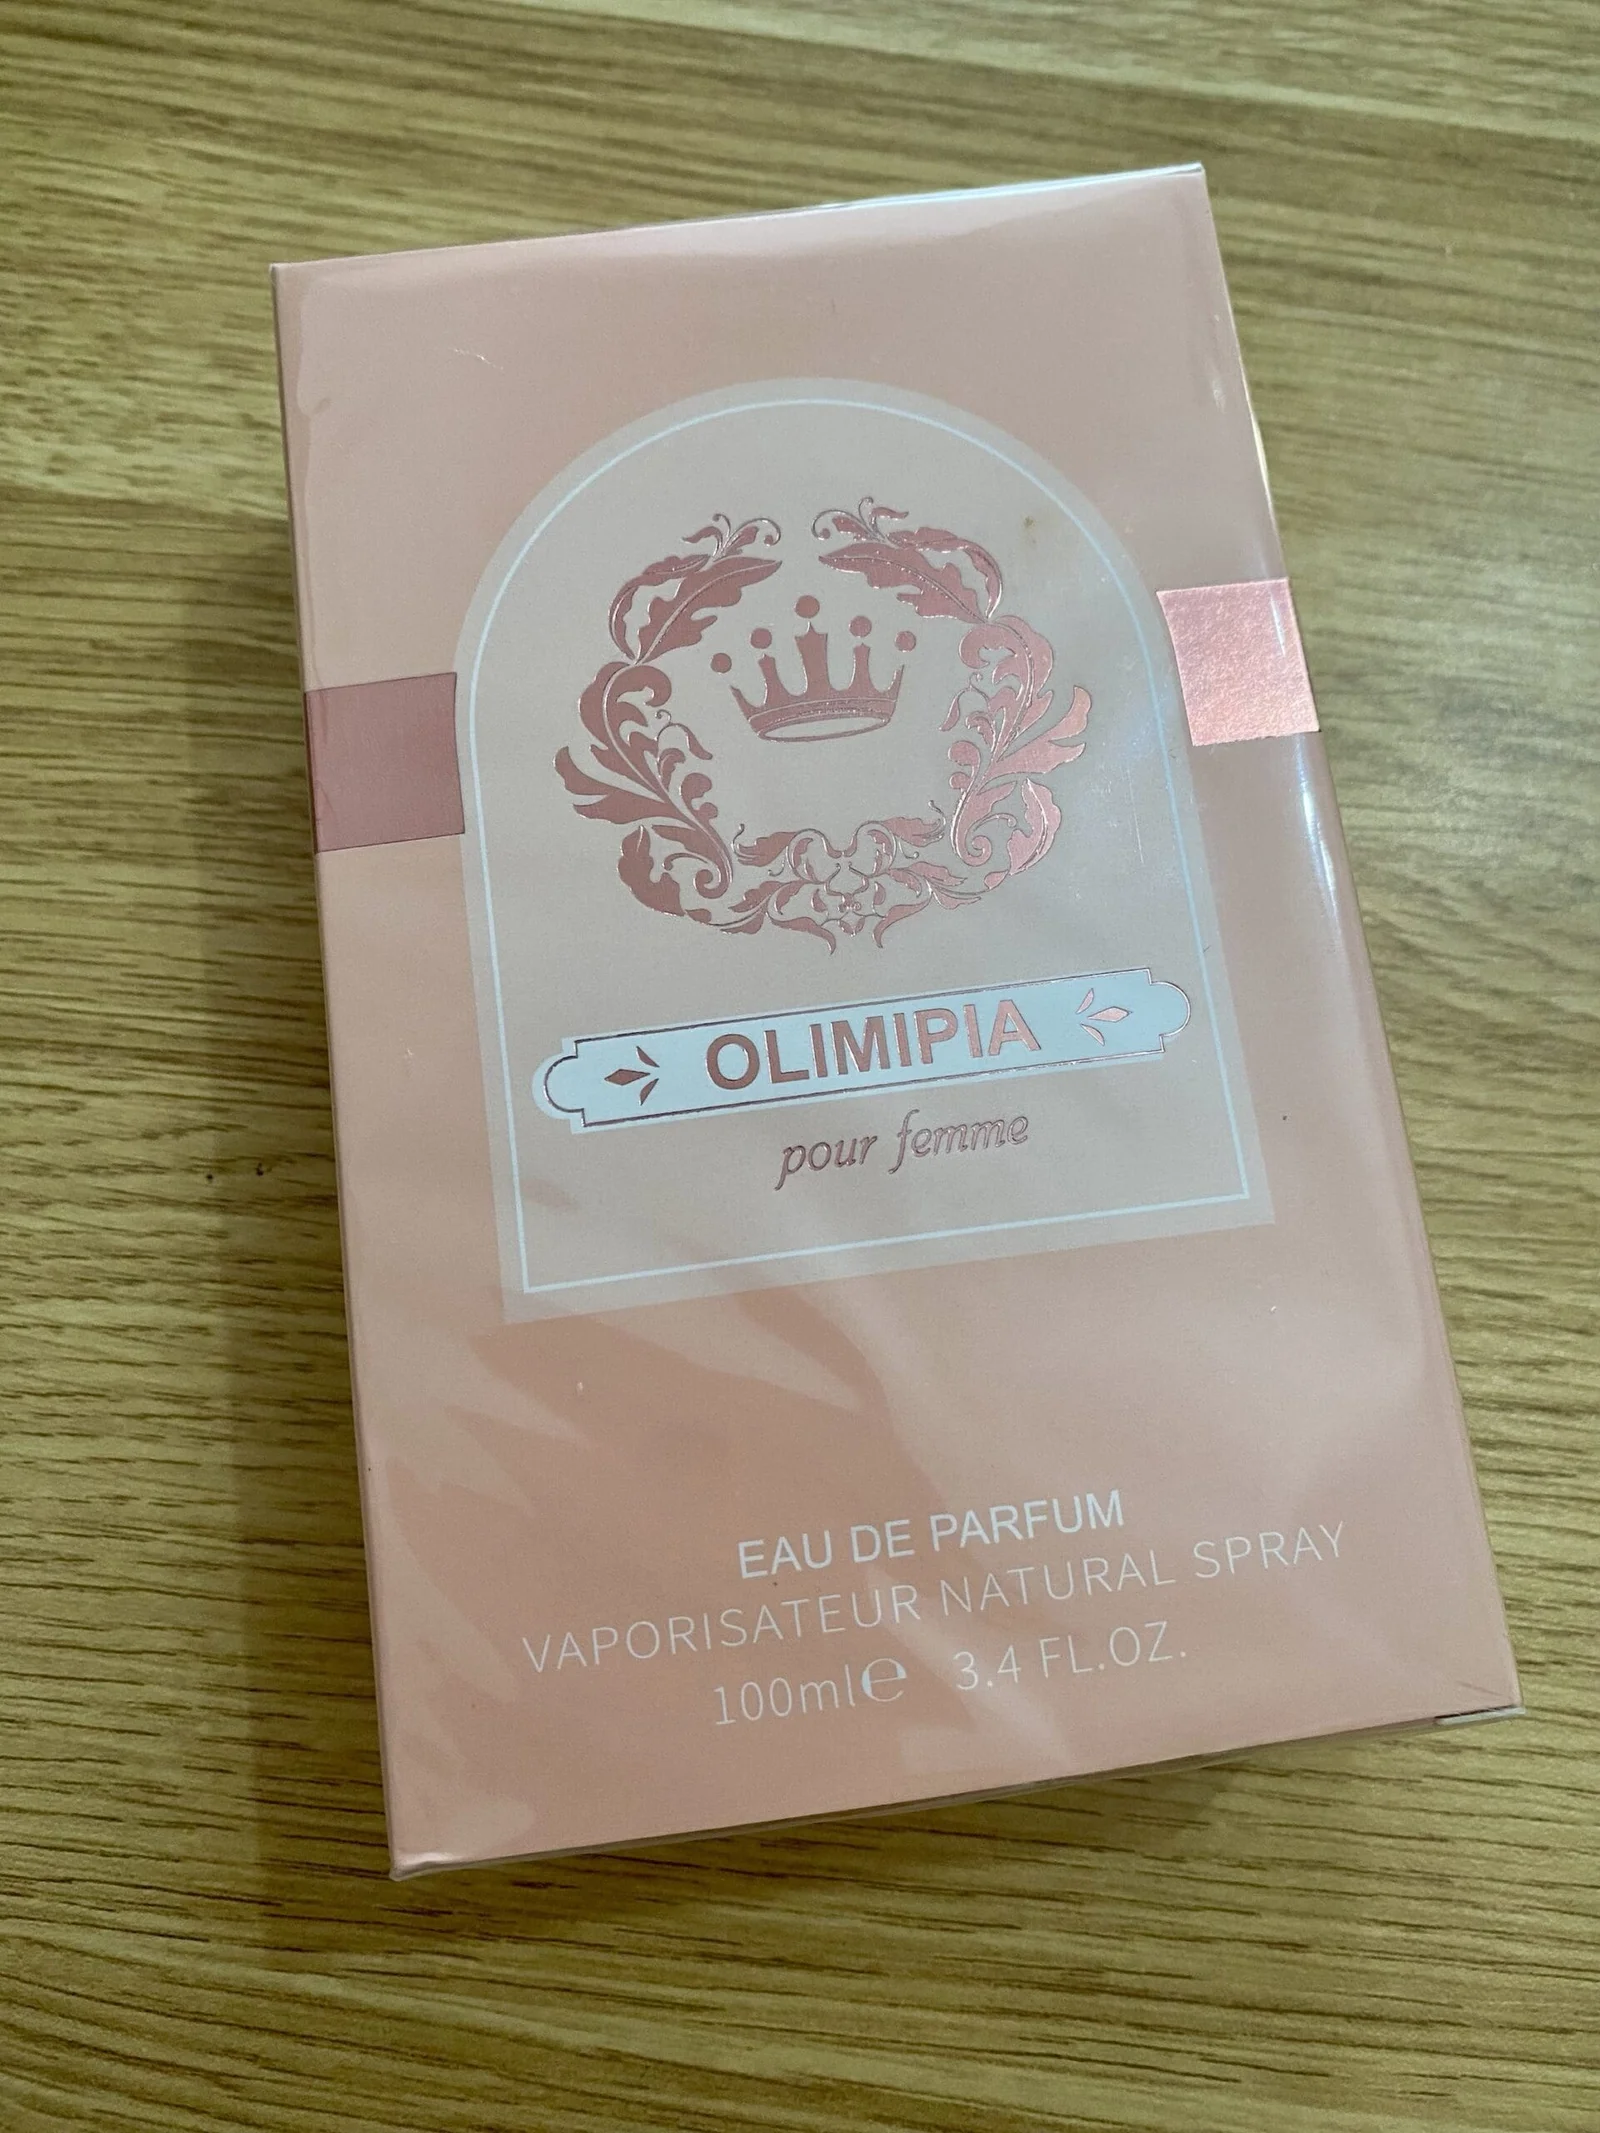 OLIMIPIA
pour femme
EAU DE PARFUM
VAPORISATEUR NATURAL SPRAY
100ml℮ 3.4 FL.OZ.